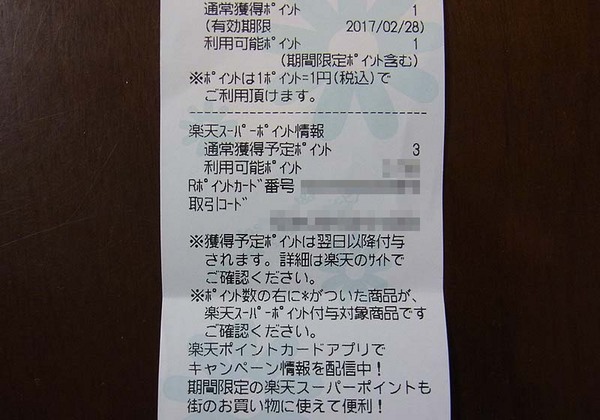 通常獲得ﾎﾟｲﾝﾄ 1
(有効期限 2017/02/28)
利用可能ﾎﾟｲﾝﾄ 1
(期間限定ﾎﾟｲﾝﾄ含む)
※ﾎﾟｲﾝﾄは1ﾎﾟｲﾝﾄ=1円(税込)で
ご利用頂けます。
楽天ｽｰﾊﾟｰﾎﾟｲﾝﾄ情報
通常獲得予定ﾎﾟｲﾝﾄ 3
利用可能ﾎﾟｲﾝﾄ
Rﾎﾟｲﾝﾄｶｰﾄﾞ番号
取引ｺｰﾄﾞ
※獲得予定ﾎﾟｲﾝﾄは翌日以降付与
されます。詳細は楽天のｻｲﾄで
ご確認ください。
※ﾎﾟｲﾝﾄ数の右に*がついた商品が、
楽天ｽｰﾊﾟｰﾎﾟｲﾝﾄ付与対象商品です
ご確認ください。
楽天ポイントカードアプリで
キャンペーン情報を配信中！
期間限定の楽天スーパーポイントも
街のお買い物に使えて便利！